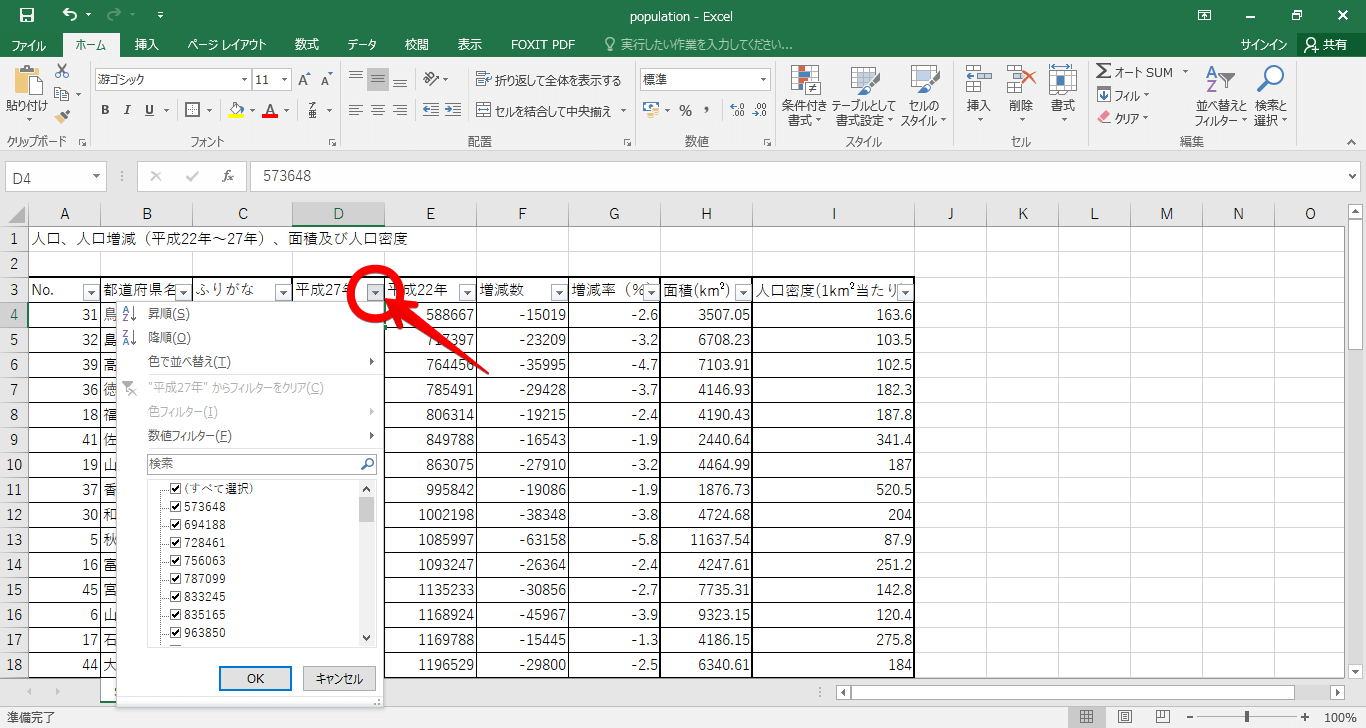 population - Excel
ファイル ホーム 挿入 ページ レイアウト 数式 データ 校閲 表示 FOXIT PDF 実行したい作業を入力してください... サインイン 共有
貼り付け
クリップボード
游ゴシック 11
B I U
フォント
折り返して全体を表示する
セルを結合して中央揃え
配置
標準
数値
条件付き書式 テーブルとして書式設定 セルのスタイル
スタイル
挿入 削除 書式
セル
オート SUM
フィル
クリア
並べ替えとフィルター 検索と選択
編集
D4 fx 573648
A B C D E F G H I J K L M N O
1 人口、人口増減（平成22年～27年）、面積及び人口密度
2
3 No. 都道府県名 ふりがな 平成27年 平成22年 増減数 増減率（%） 面積(km²) 人口密度(1km²当たり)
4 31 鳥 588667 -15019 -2.6 3507.05 163.6
5 32 島 717397 -23209 -3.2 6708.23 103.5
6 39 高 764456 -35995 -4.7 7103.91 102.5
7 36 徳 785491 -29428 -3.7 4146.93 182.3
8 18 福 806314 -19215 -2.4 4190.43 187.8
9 41 佐 849788 -16543 -1.9 2440.64 341.4
10 19 山 863075 -27910 -3.2 4464.99 187
11 37 香 995842 -19086 -1.9 1876.73 520.5
12 30 和 1002198 -38348 -3.8 4724.68 204
13 5 秋 1085997 -63158 -5.8 11637.54 87.9
14 16 富 1093247 -26364 -2.4 4247.61 251.2
15 45 宮 1135233 -30856 -2.7 7735.31 142.8
16 6 山 1168924 -45967 -3.9 9323.15 120.4
17 17 石 1169788 -15445 -1.3 4186.15 275.8
18 44 大 1196529 -29800 -2.5 6340.61 184
昇順(S)
降順(O)
色で並べ替え(T)
"平成27年" からフィルターをクリア(C)
色フィルター(I)
数値フィルター(F)
検索
(すべて選択)
573648
694188
728461
756063
787099
833245
835165
963850
OK キャンセル
準備完了 100%